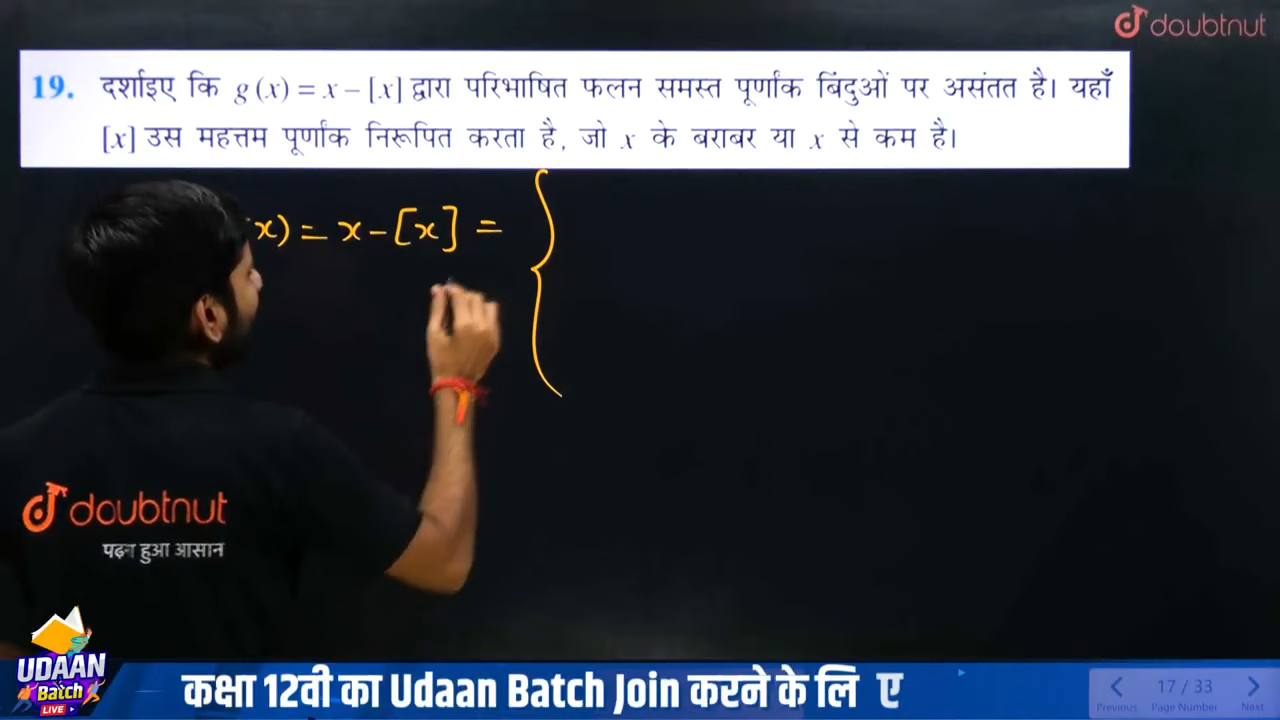 doubtnut
19. दर्शाइए कि g (x) = x – [x] द्वारा परिभाषित फलन समस्त पूर्णांक बिंदुओं पर असंतत है। यहाँ
[x] उस महत्तम पूर्णांक निरूपित करता है, जो x के बराबर या x से कम है।
x) = x - [x] = {
doubtnut
पढ़ना हुआ आसान
UDAAN
Batch
LIVE
कक्षा 12वी का Udaan Batch Join करने के लि ए
17 / 33
Previous Page Number Next